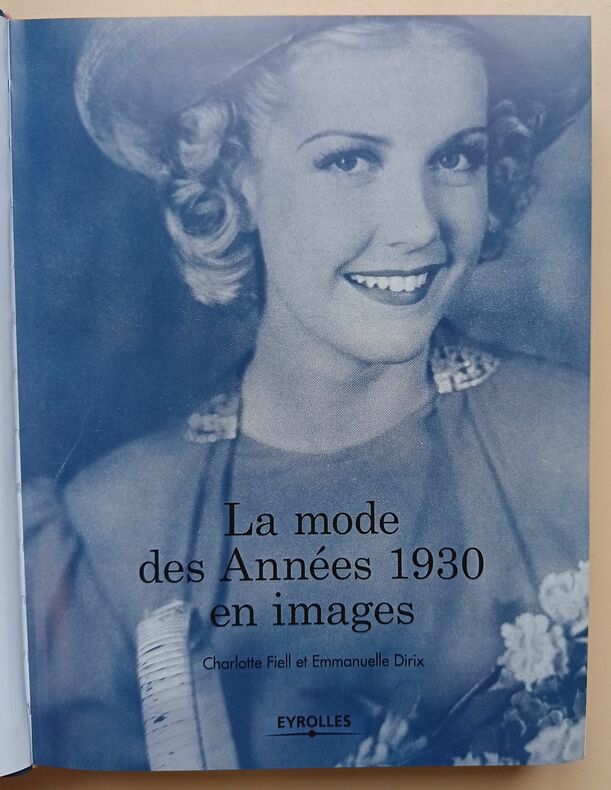 La mode
des Années 1930
en images
Charlotte Fiell et Emmanuelle Dirix
EYROLLES